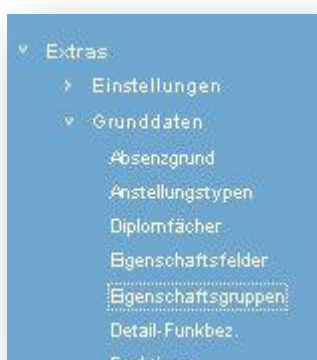 Extras
Einstellungen
Grunddaten
Absenzgrund
Anstellungstypen
Diplomfächer
Eigenschaftsfelder
Eigenschaftsgruppen
Detail-Funkbez.